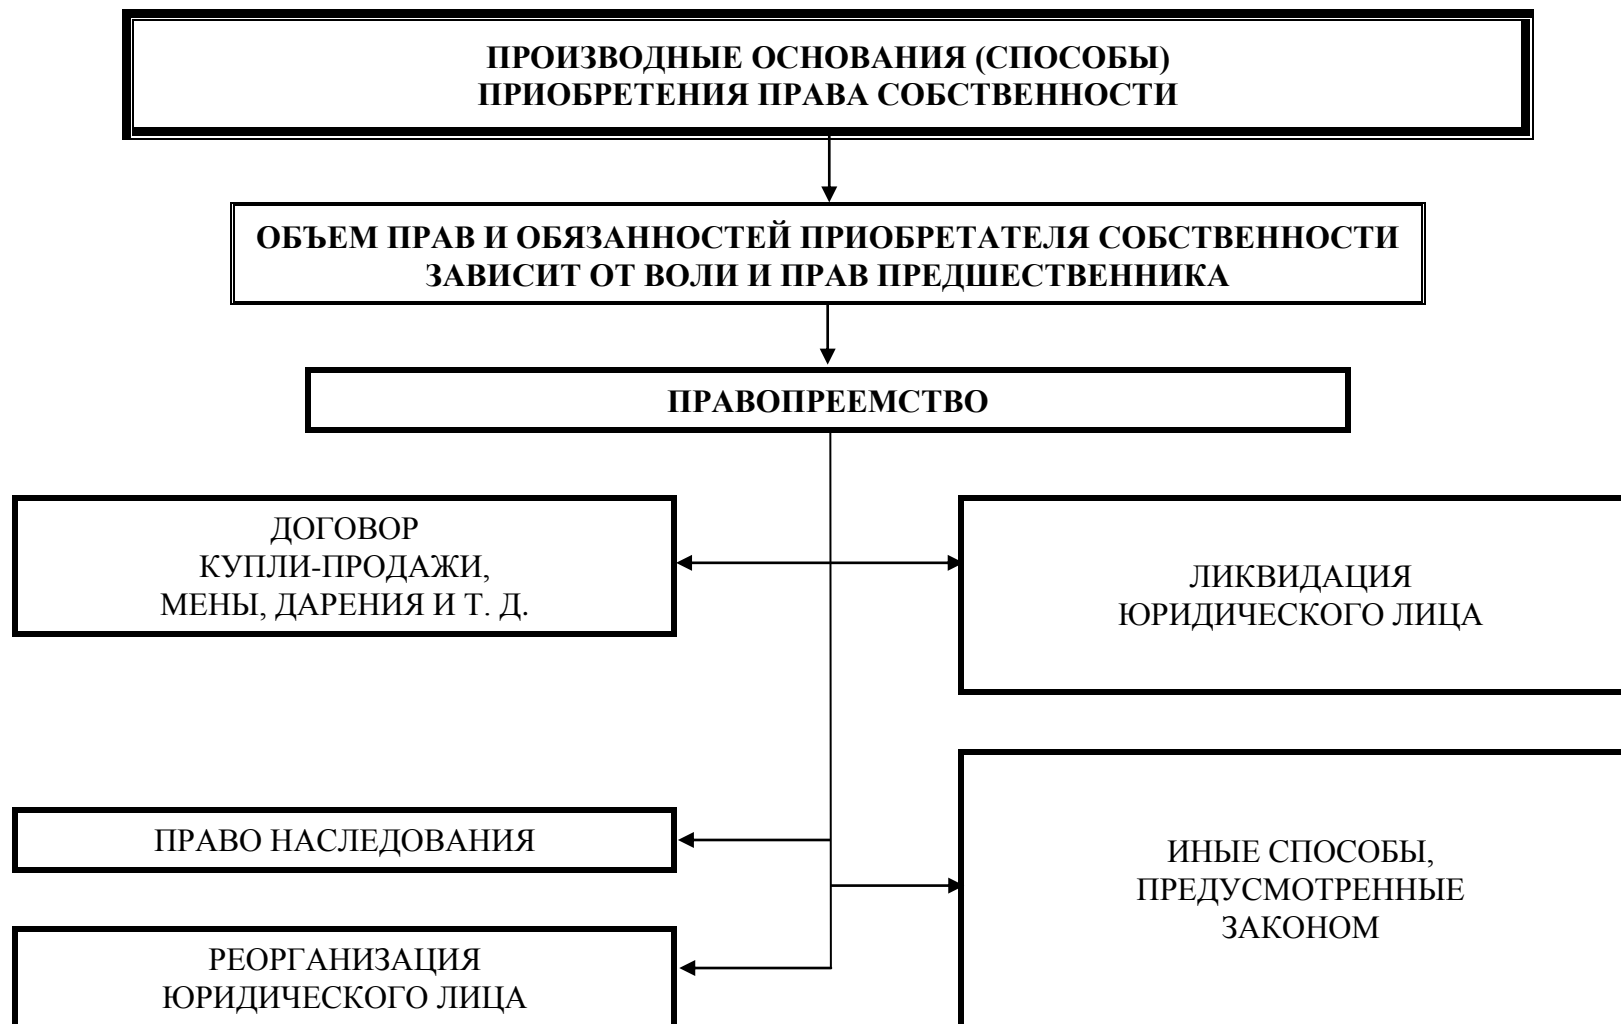 ПРОИЗВОДНЫЕ ОСНОВАНИЯ (СПОСОБЫ)
ПРИОБРЕТЕНИЯ ПРАВА СОБСТВЕННОСТИ
ОБЪЕМ ПРАВ И ОБЯЗАННОСТЕЙ ПРИОБРЕТАТЕЛЯ СОБСТВЕННОСТИ
ЗАВИСИТ ОТ ВОЛИ И ПРАВ ПРЕДШЕСТВЕННИКА
ПРАВОПРЕЕМСТВО
ДОГОВОР
КУПЛИ-ПРОДАЖИ,
МЕНЫ, ДАРЕНИЯ И Т. Д.
ЛИКВИДАЦИЯ
ЮРИДИЧЕСКОГО ЛИЦА
ПРАВО НАСЛЕДОВАНИЯ
ИНЫЕ СПОСОБЫ,
ПРЕДУСМОТРЕННЫЕ
ЗАКОНОМ
РЕОРГАНИЗАЦИЯ
ЮРИДИЧЕСКОГО ЛИЦА